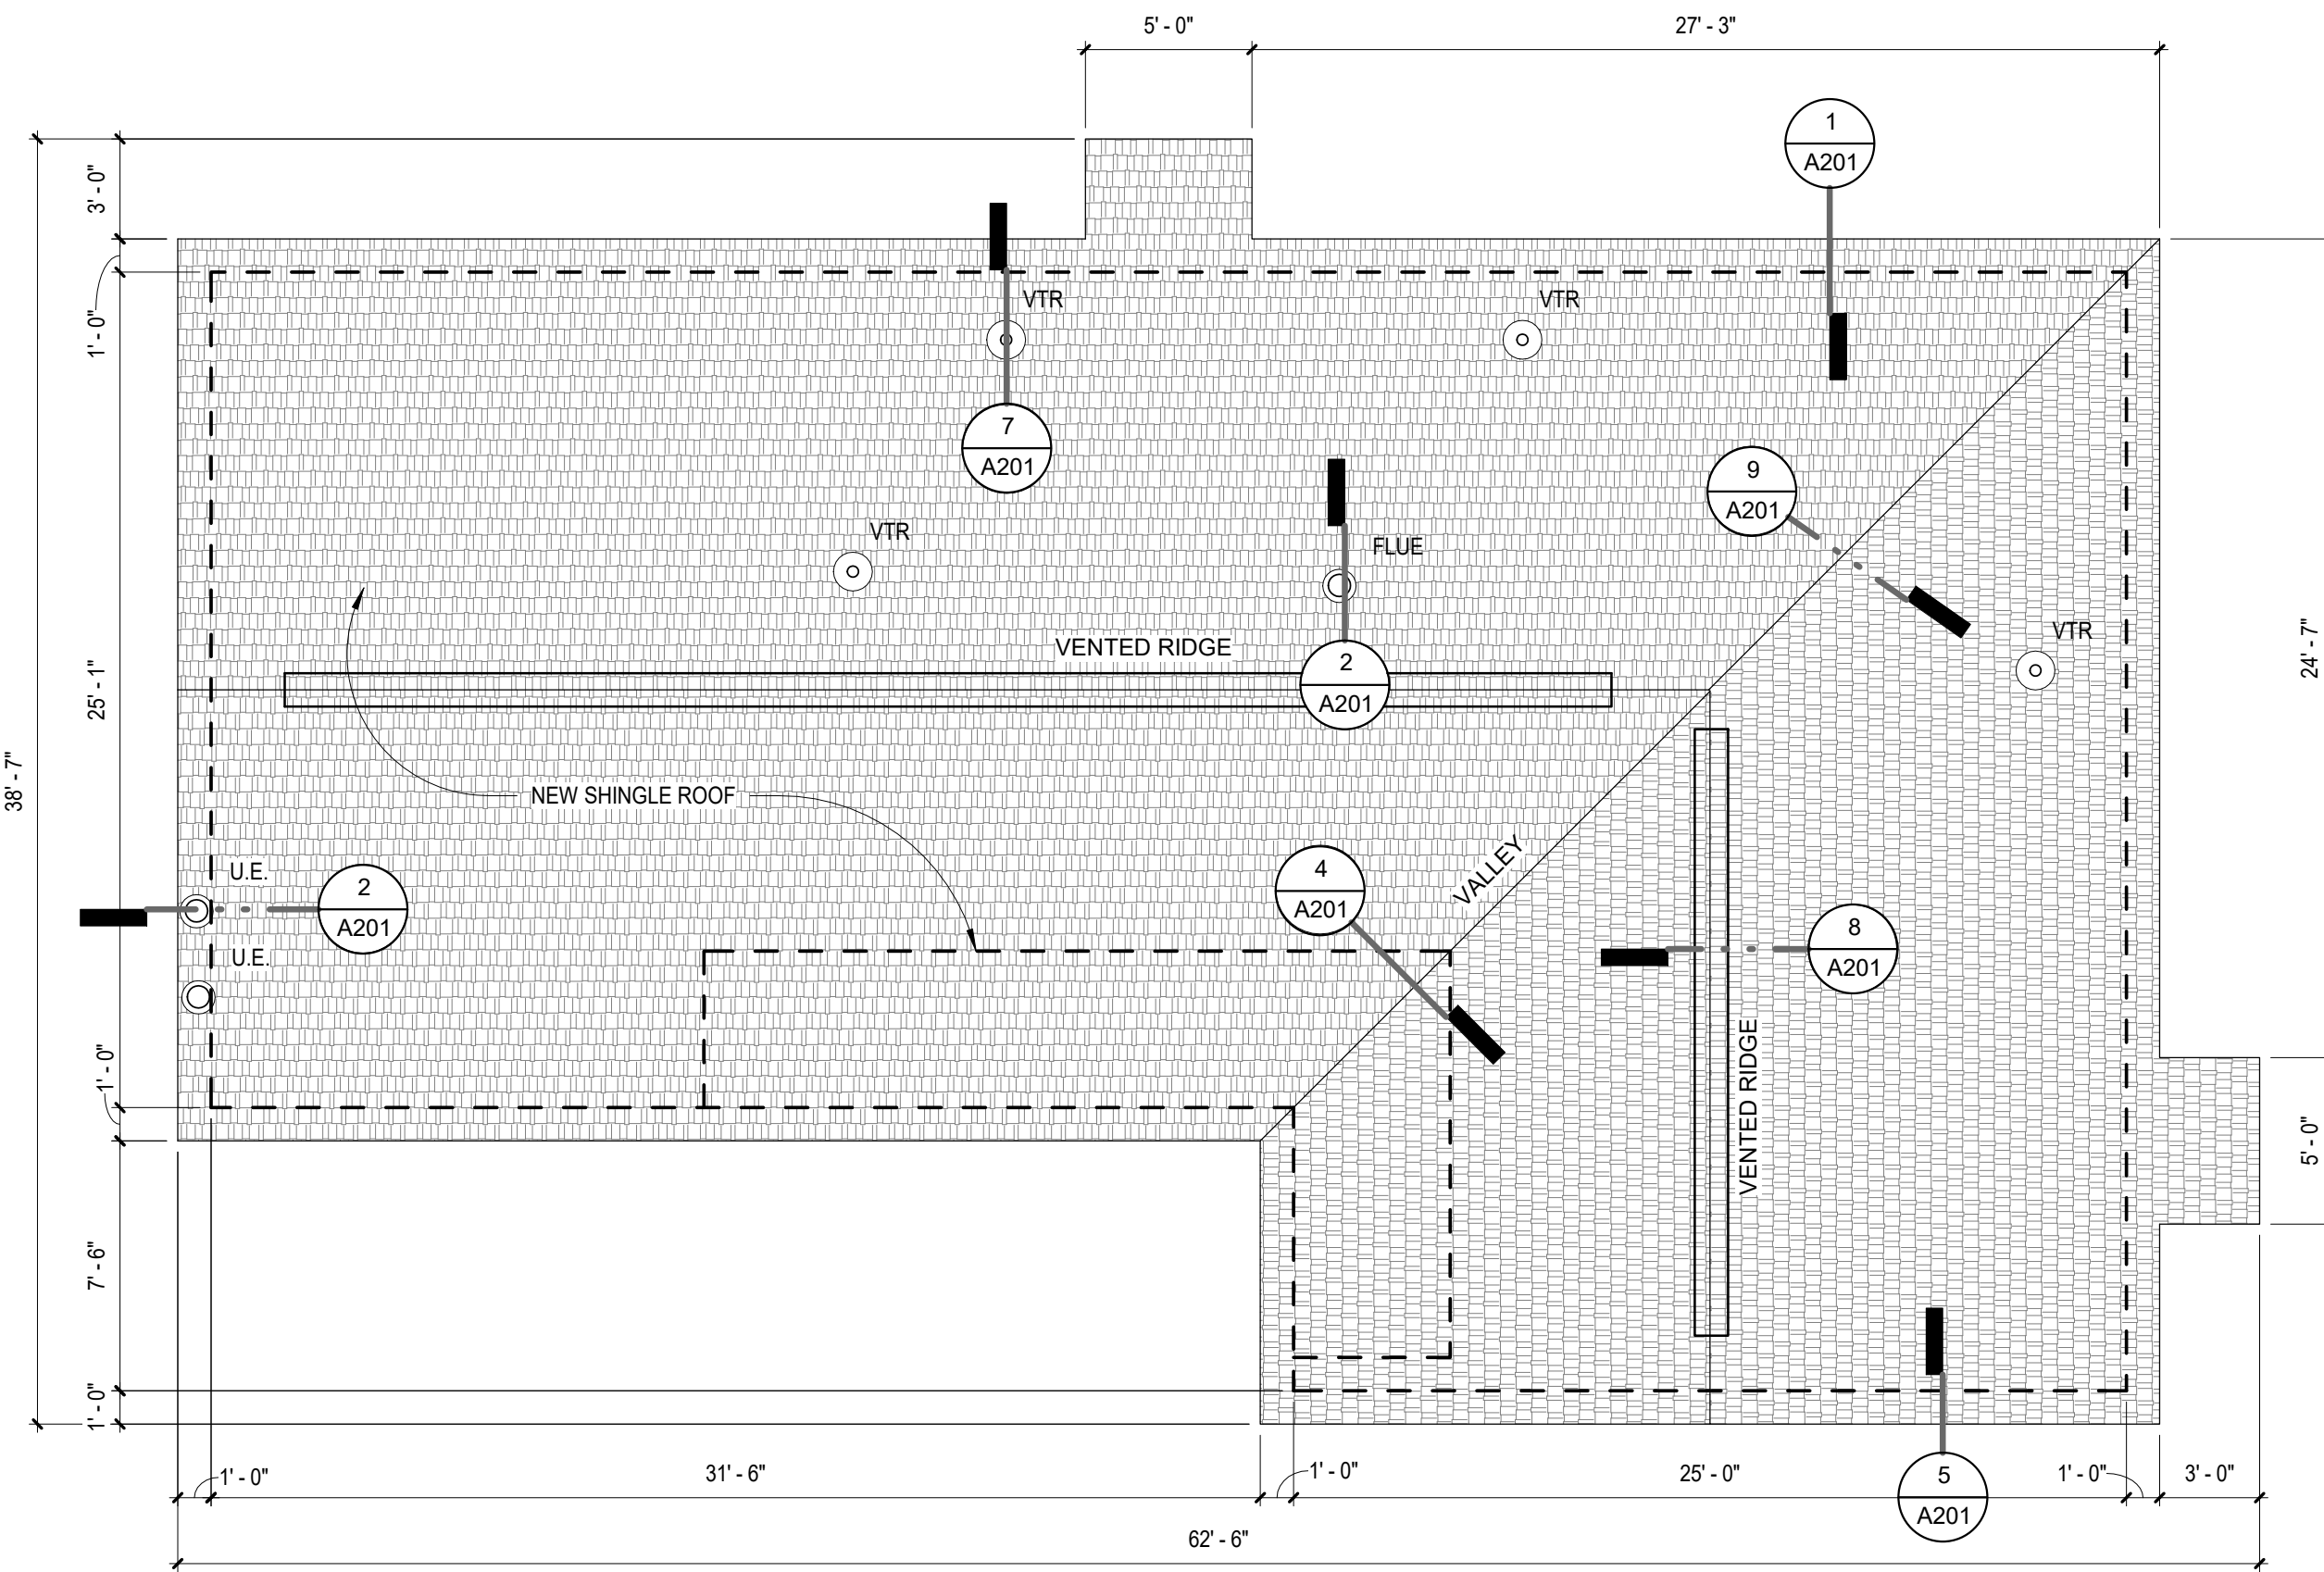 5' - 0"
27' - 3"
1
A201
3' - 0"
1' - 0"
VTR
VTR
7
A201
9
A201
VTR
FLUE
VTR
VENTED RIDGE
2
A201
25' - 1"
24' - 7"
38' - 7"
NEW SHINGLE ROOF
VALLEY
U.E.
2
A201
U.E.
4
A201
8
A201
VENTED RIDGE
1' - 0"
5' - 0"
7' - 6"
1' - 0"
1' - 0"
31' - 6"
1' - 0"
25' - 0"
1' - 0"
3' - 0"
5
A201
62' - 6"